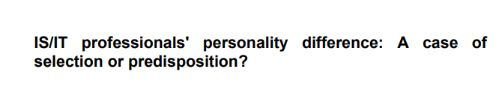 IS/IT professionals' personality difference: A case of
selection or predisposition?